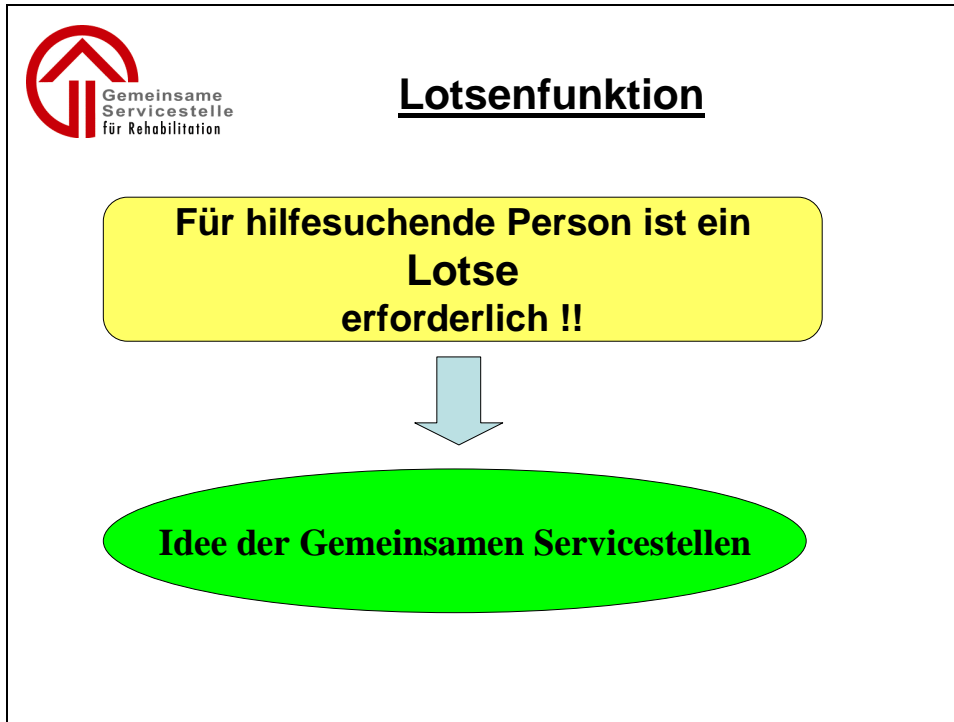 Gemeinsame
Servicestelle
für Rehabilitation
Lotsenfunktion
Für hilfesuchende Person ist ein
Lotse
erforderlich !!
Idee der Gemeinsamen Servicestellen